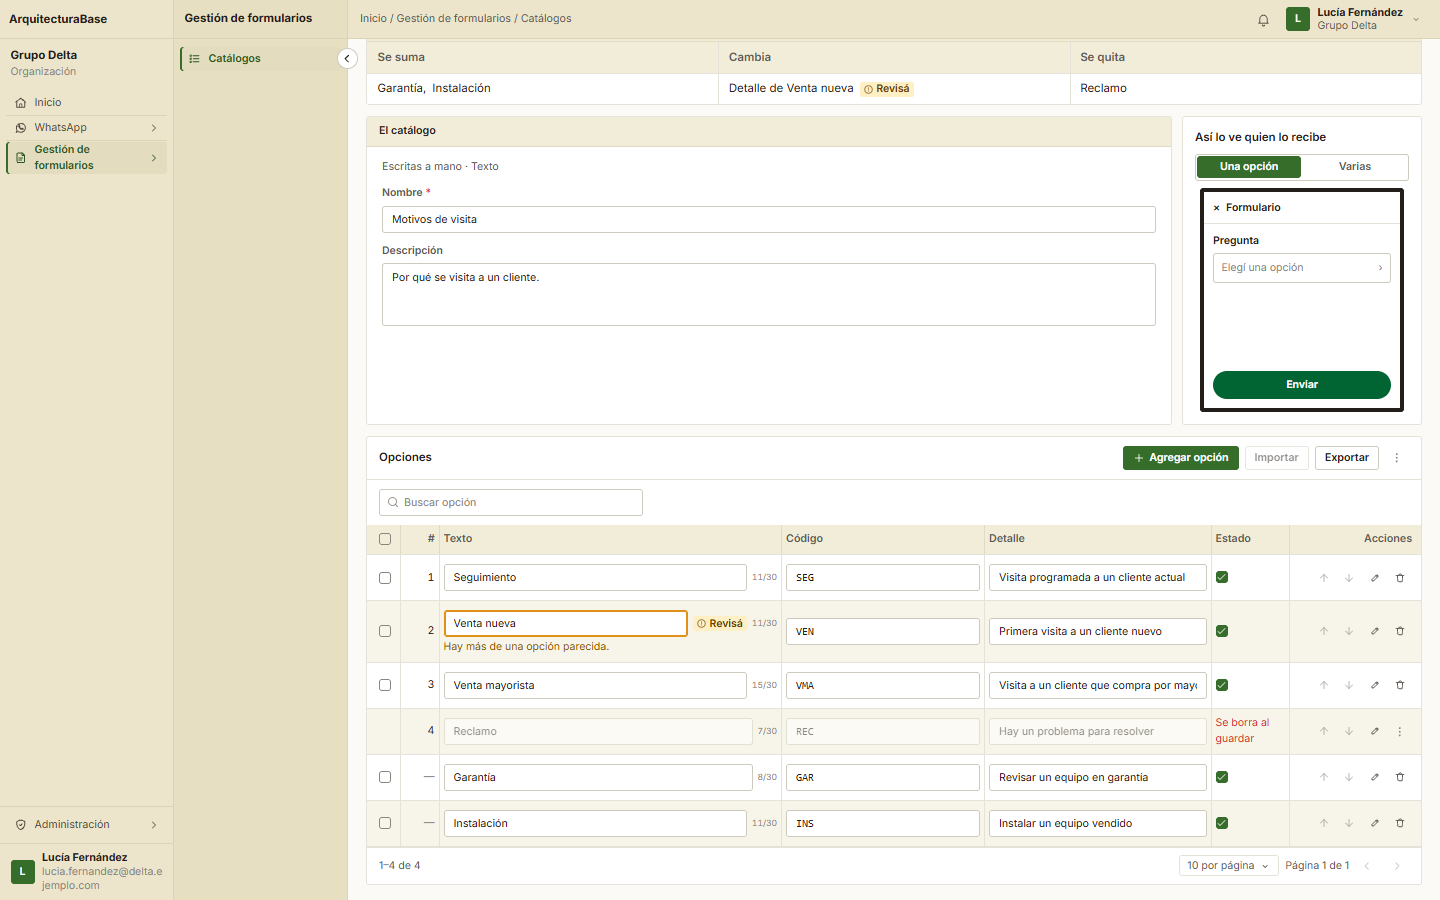 ArquitecturaBase
Grupo Delta
Organización
Inicio
WhatsApp
Gestión de
formularios
Administración
L
Lucía Fernández
lucia.fernandez@delta.e
jemplo.com
Gestión de formularios
Catálogos
Inicio / Gestión de formularios / Catálogos
L
Lucía Fernández
Grupo Delta
Se suma Cambia Se quita
Garantía, Instalación Detalle de Venta nueva Revisá Reclamo
El catálogo
Escritas a mano · Texto
Nombre *
Motivos de visita
Descripción
Por qué se visita a un cliente.
Así lo ve quien lo recibe
Una opción Varias
× Formulario
Pregunta
Elegí una opción ›
Enviar
Opciones
+ Agregar opción Importar Exportar
Buscar opción
# Texto Código Detalle Estado Acciones
1 Seguimiento 11/30 SEG Visita programada a un cliente actual
2 Venta nueva Revisá 11/30 VEN Primera visita a un cliente nuevo
Hay más de una opción parecida.
3 Venta mayorista 15/30 VMA Visita a un cliente que compra por mayo
4 Reclamo 7/30 REC Hay un problema para resolver Se borra al
guardar
— Garantía 8/30 GAR Revisar un equipo en garantía
— Instalación 11/30 INS Instalar un equipo vendido
1–4 de 4
10 por página Página 1 de 1